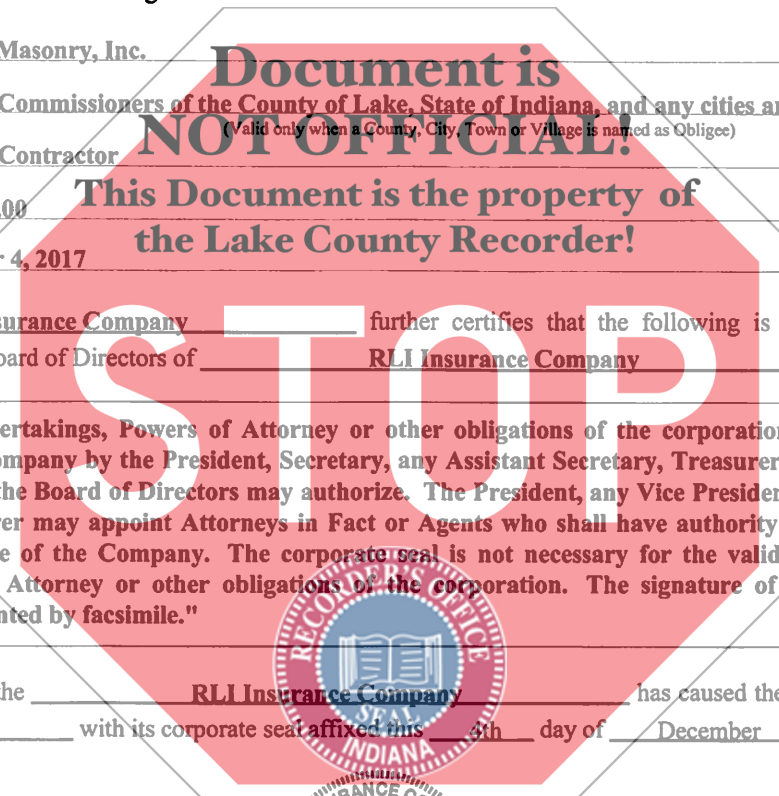 Masonry, Inc.
Document is
Commissioners of the County of Lake, State of Indiana, and any cities an
(Valid only when a County, City, Town or Village is named as Obligee)
NOT OFFICIAL!
Contractor
This Document is the property of
.00
the Lake County Recorder!
4, 2017
STOP
surance Company further certifies that the following is
oard of Directors of RLI Insurance Company
ertakings, Powers of Attorney or other obligations of the corporation
ompany by the President, Secretary, any Assistant Secretary, Treasurer
the Board of Directors may authorize. The President, any Vice Presiden
rer may appoint Attorneys in Fact or Agents who shall have authority
e of the Company. The corporate seal is not necessary for the valid
Attorney or other obligations of the corporation. The signature of
nted by facsimile."
RECORDER'S OFFICE
SEAL
INDIANA
the RLI Insurance Company has caused the
with its corporate seal affixed this 4th day of December